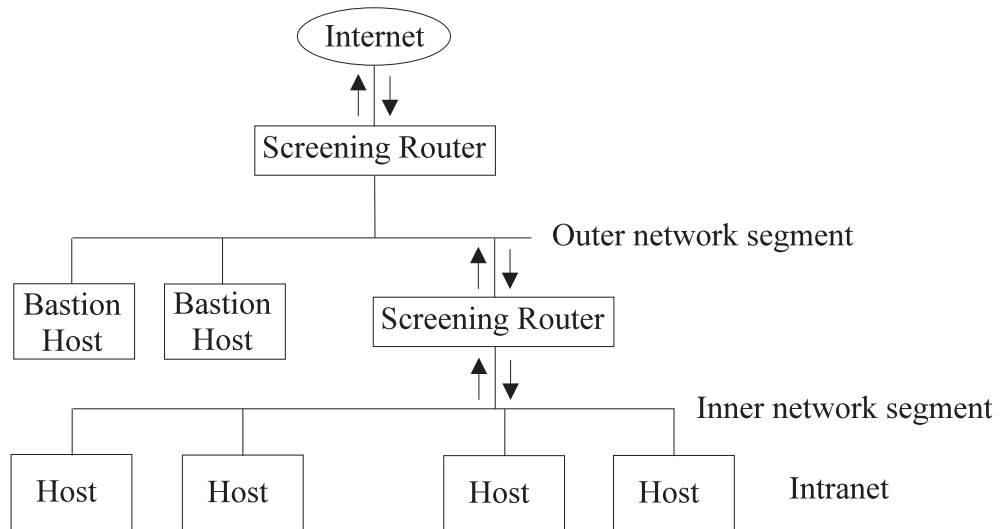 Internet
Screening Router
Outer network segment
Bastion
Host
Bastion
Host
Screening Router
Inner network segment
Host
Host
Host
Host
Intranet